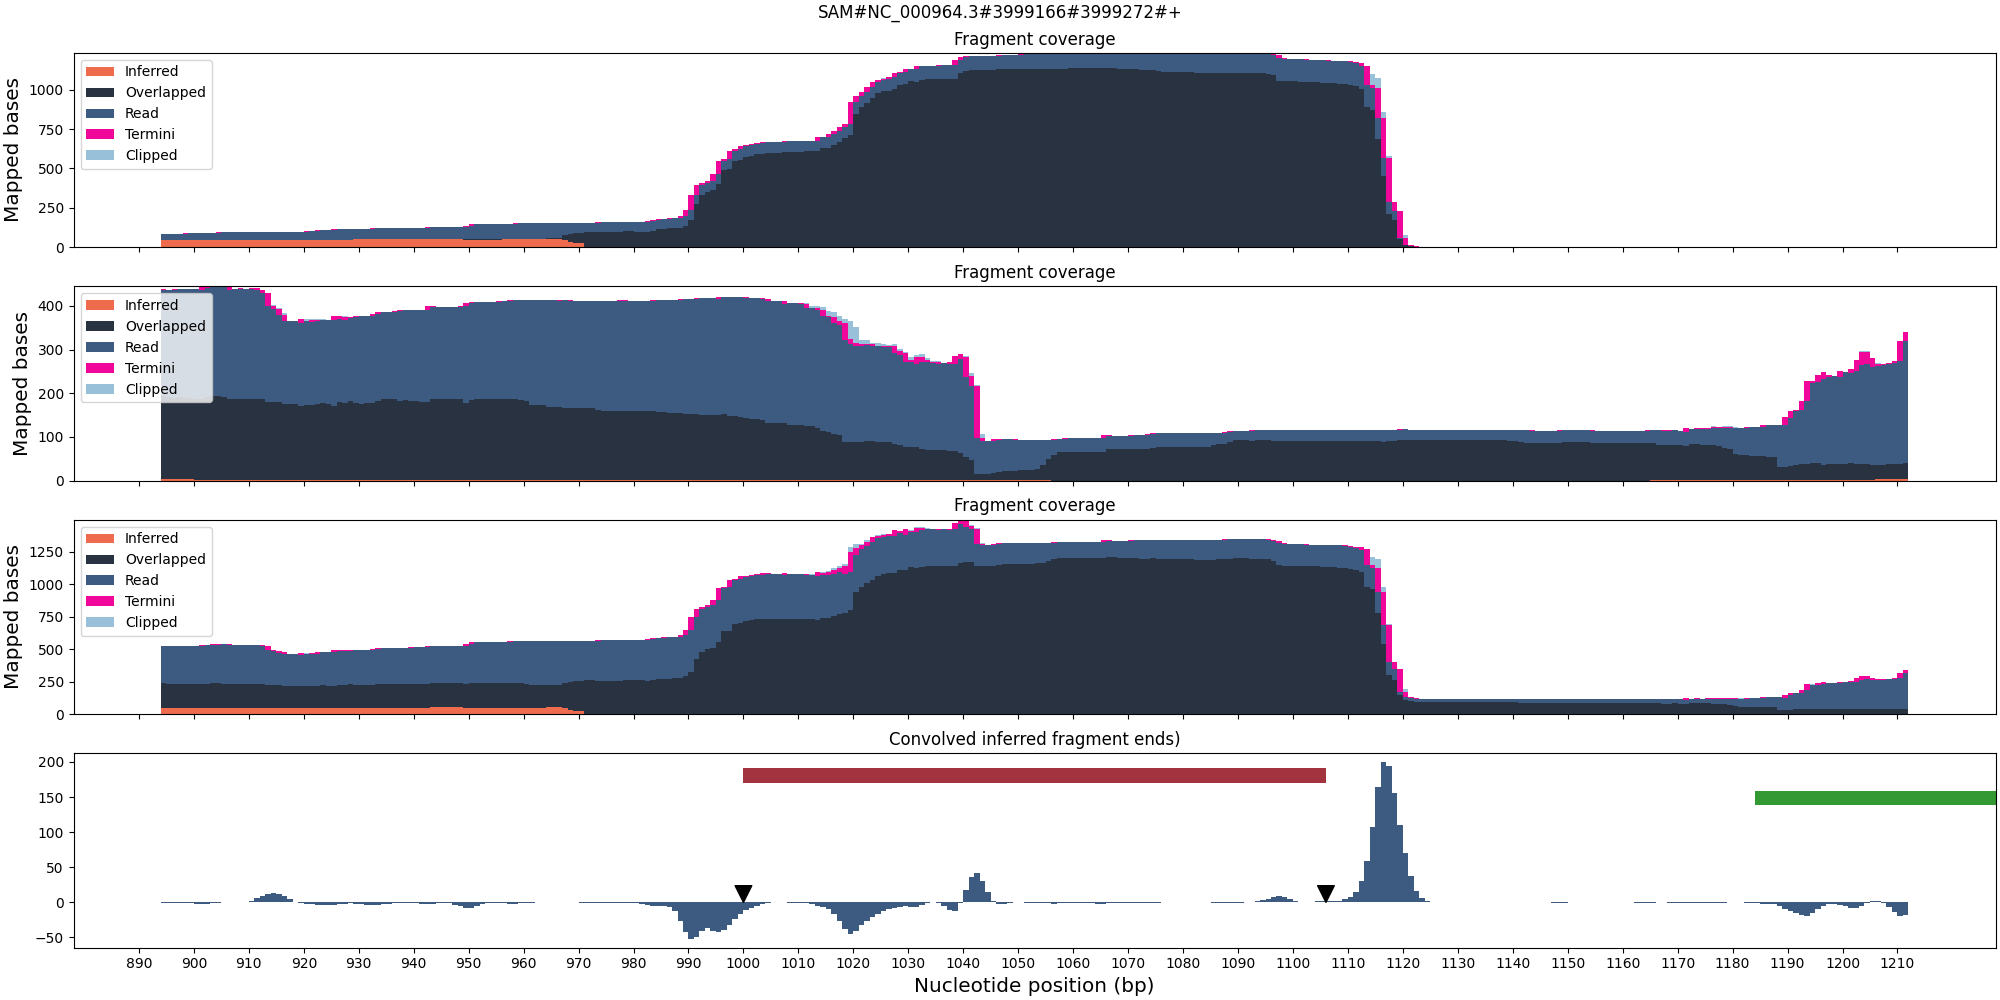 SAM#NC_000964.3#3999166#3999272#+
Fragment coverage
Mapped bases
1000
750
500
250
0
Inferred
Overlapped
Read
Termini
Clipped
Fragment coverage
Mapped bases
400
300
200
100
0
Inferred
Overlapped
Read
Termini
Clipped
Fragment coverage
Mapped bases
1250
1000
750
500
250
0
Inferred
Overlapped
Read
Termini
Clipped
Convolved inferred fragment ends)
200
150
100
50
0
−50
890 900 910 920 930 940 950 960 970 980 990 1000 1010 1020 1030 1040 1050 1060 1070 1080 1090 1100 1110 1120 1130 1140 1150 1160 1170 1180 1190 1200 1210
Nucleotide position (bp)